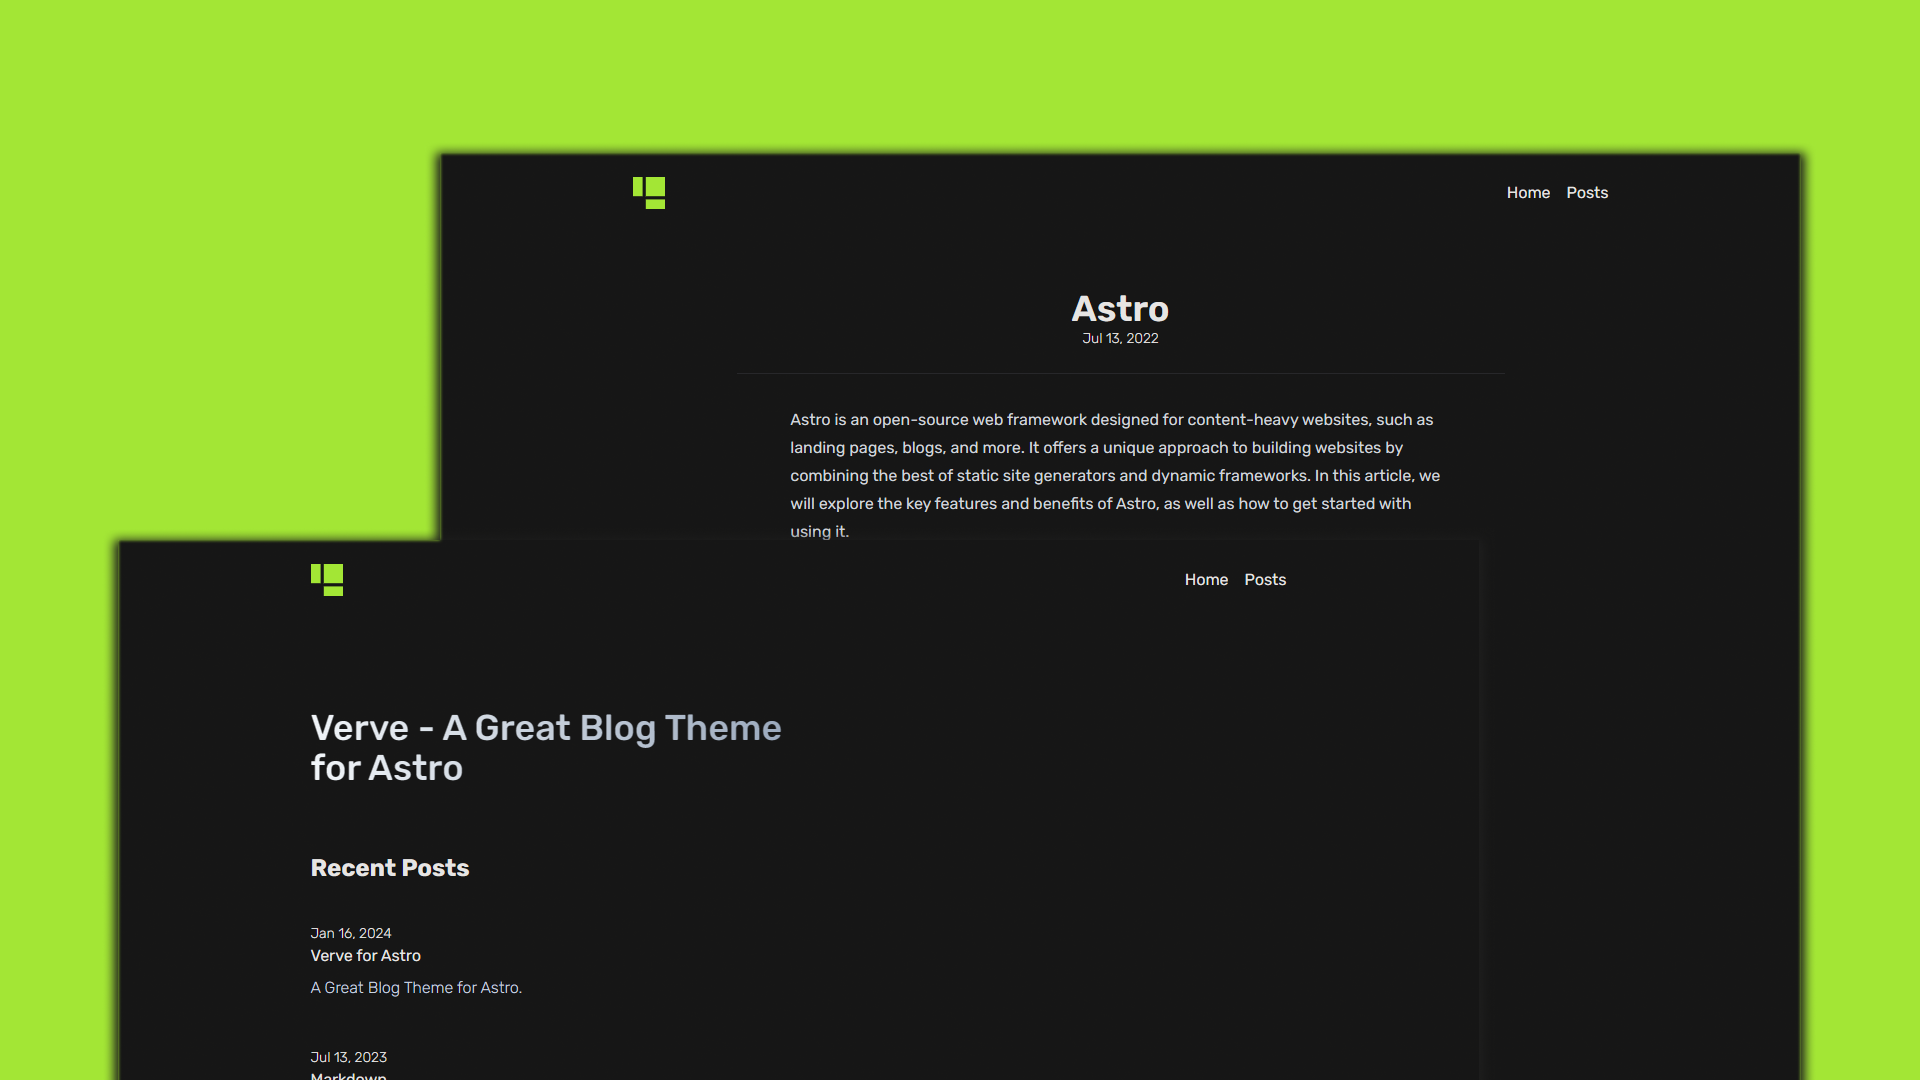 Home Posts
Astro
Jul 13, 2022
Astro is an open-source web framework designed for content-heavy websites, such as
landing pages, blogs, and more. It offers a unique approach to building websites by
combining the best of static site generators and dynamic frameworks. In this article, we
will explore the key features and benefits of Astro, as well as how to get started with
using it.
Home Posts
Verve - A Great Blog Theme
for Astro
Recent Posts
Jan 16, 2024
Verve for Astro
A Great Blog Theme for Astro.
Jul 13, 2023
Markdown